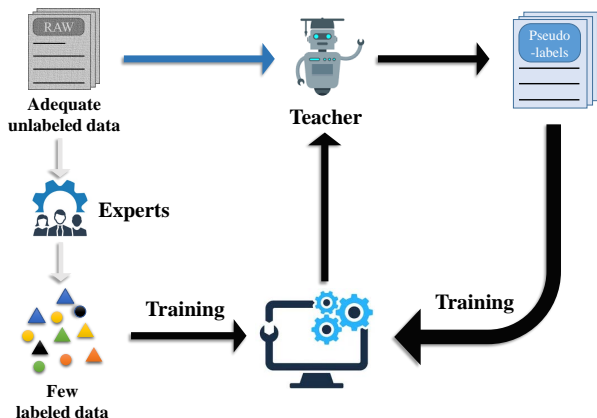 RAW
Adequate
unlabeled data
Teacher
Pseudo
-labels
Experts
Training
Training
Few
labeled data